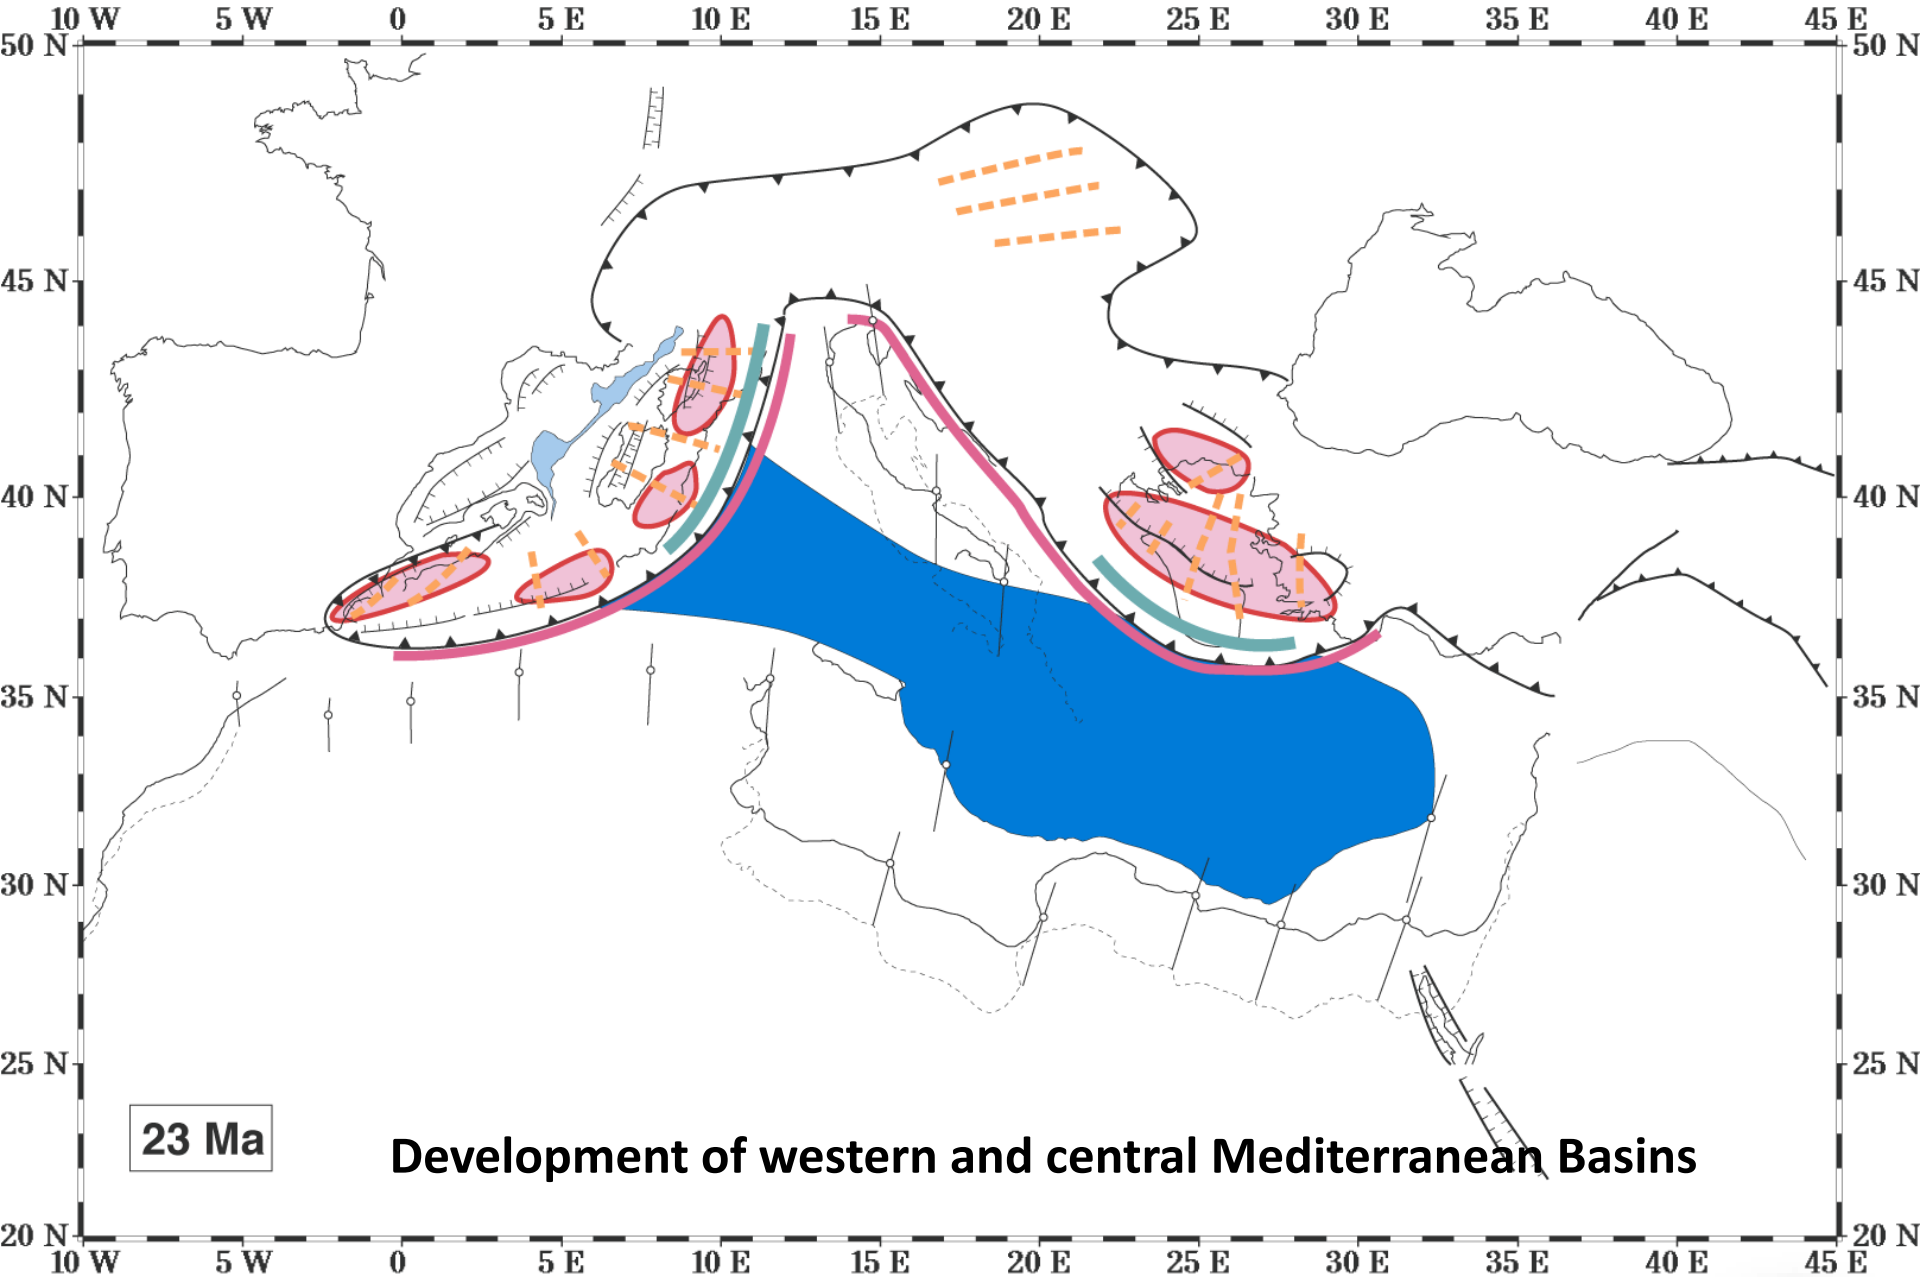 10 W 5 W 0 5 E 10 E 15 E 20 E 25 E 30 E 35 E 40 E 45 E
50 N 50 N
45 N 45 N
40 N 40 N
35 N 35 N
30 N 30 N
25 N 25 N
23 Ma
Development of western and central Mediterranean Basins
20 N 20 N
10 W 5 W 0 5 E 10 E 15 E 20 E 25 E 30 E 35 E 40 E 45 E